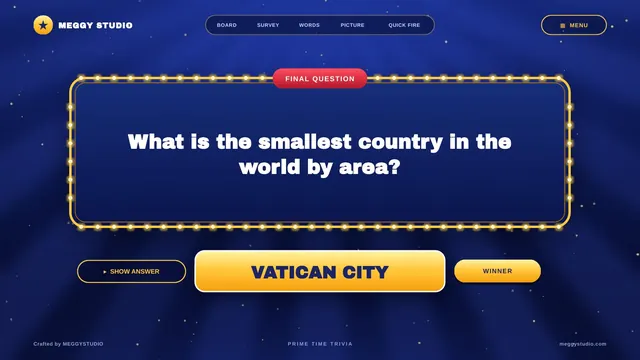 MEGGY STUDIO
BOARD SURVEY WORDS PICTURE QUICK FIRE
MENU
FINAL QUESTION
What is the smallest country in the
world by area?
SHOW ANSWER
VATICAN CITY
WINNER
Crafted by MEGGYSTUDIO
PRIME TIME TRIVIA
meggystudio.com